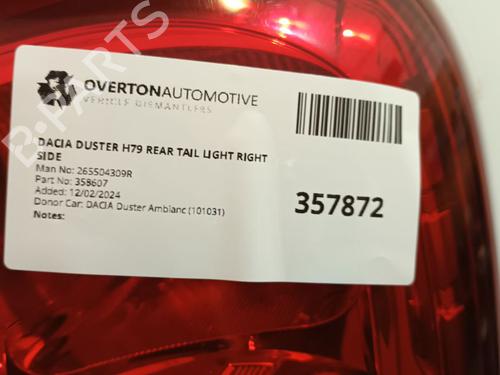 OVERTONAUTOMOTIVE
VEHICLE DISMANTLERS
DACIA DUSTER H79 REAR TAIL LIGHT RIGHT
SIDE
Man No: 265504309R
Part No: 358607
Added: 12/02/2024
Donor Car: DACIA Duster Ambianc (101031)
Notes:
357872
B-PARTS